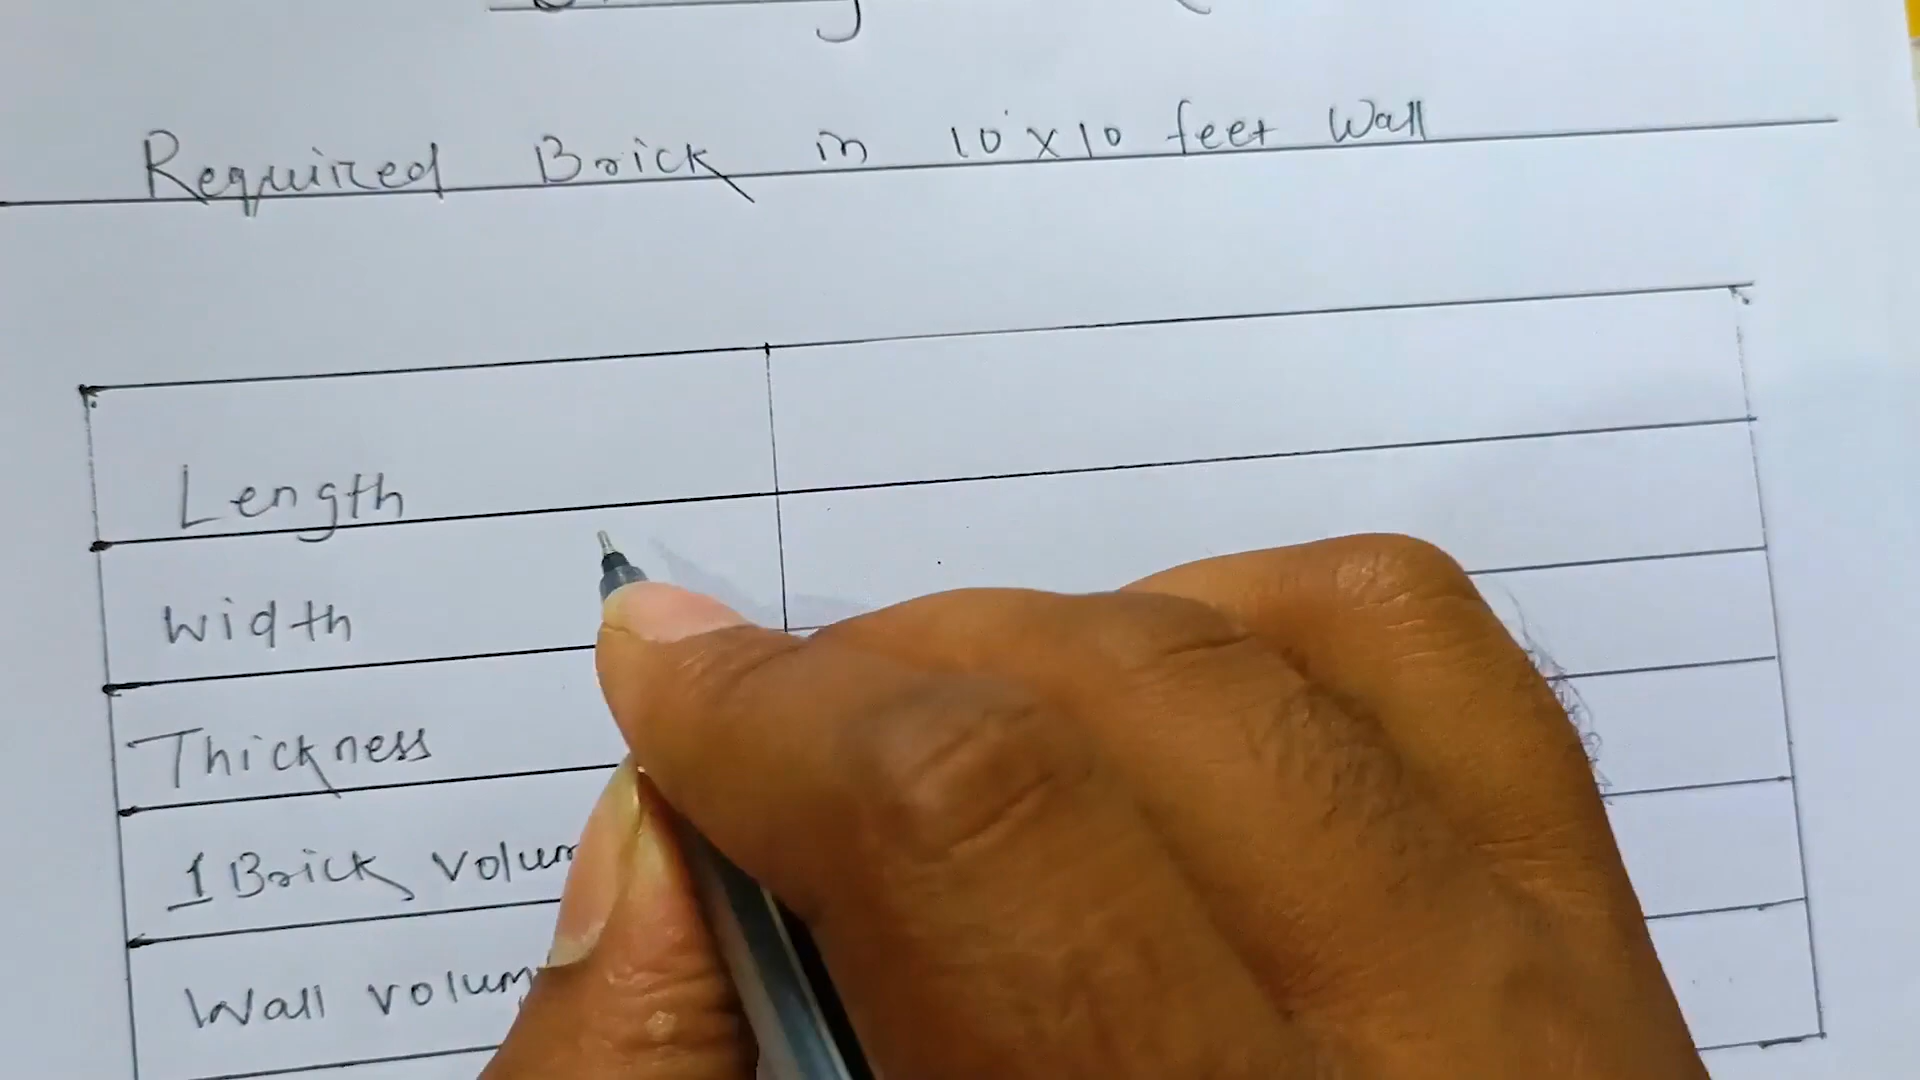 Required Brick in 10'x10 feet Wall
Length
Width
Thickness
1 Brick volum
Wall volum